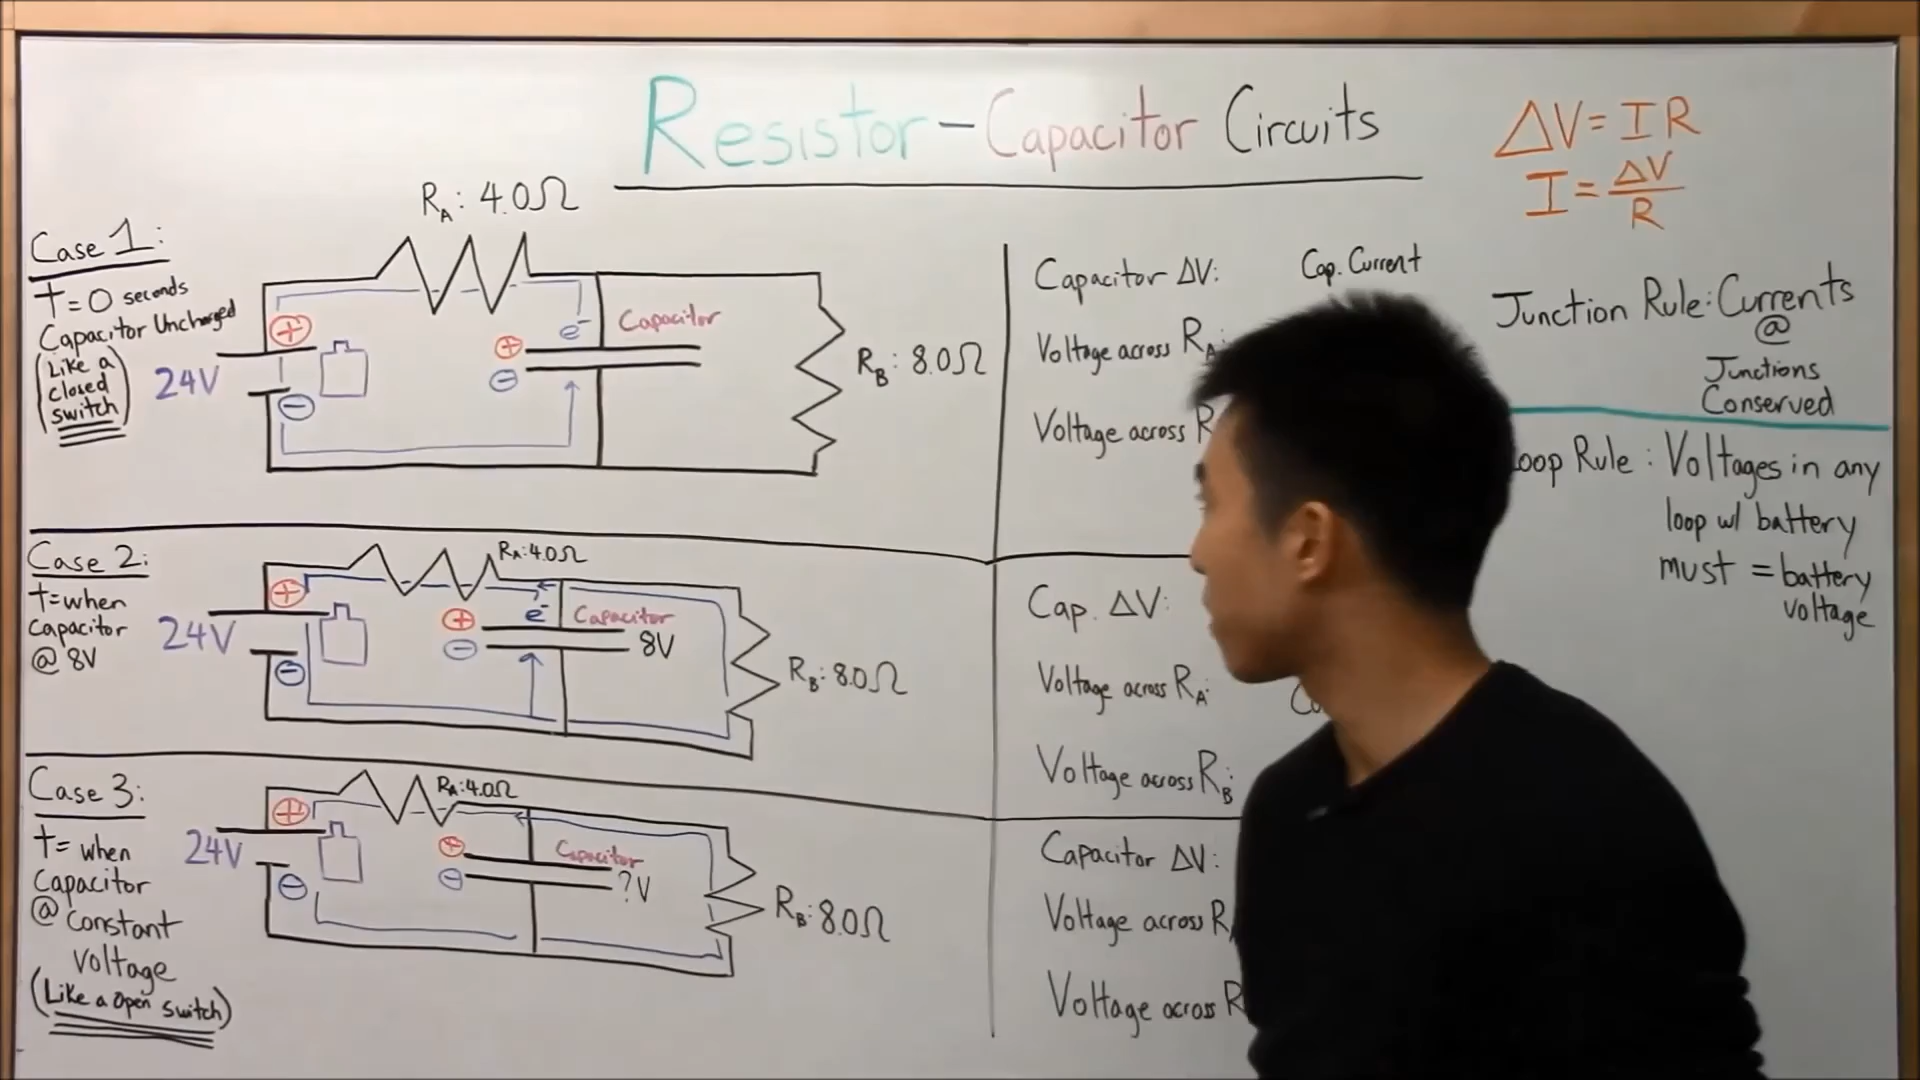 Resistor-Capacitor Circuits
ΔV=IR
I=ΔV/R
Junction Rule: Currents
@
Junctions
Conserved
Loop Rule: Voltages in any
loop w/ battery
must = battery
voltage
Case 1:
t=0 seconds
Capacitor Uncharged
(Like a
closed
switch)
24V
+
-
RA: 4.0Ω
e-
Capacitor
+
-
RB: 8.0Ω
Capacitor ΔV:
Cap. Current
Voltage across RA:
Voltage across R
Case 2:
t=when
capacitor
@ 8V
24V
+
-
RA:4.0Ω
e-
Capacitor
8V
+
-
RB: 8.0Ω
Cap. ΔV:
Voltage across RA:
Voltage across RB:
Case 3:
t= when
capacitor
@ constant
voltage
(Like a open switch)
24V
+
-
RA:4.0Ω
Capacitor
?V
+
-
RB: 8.0Ω
Capacitor ΔV:
Voltage across R
Voltage across R